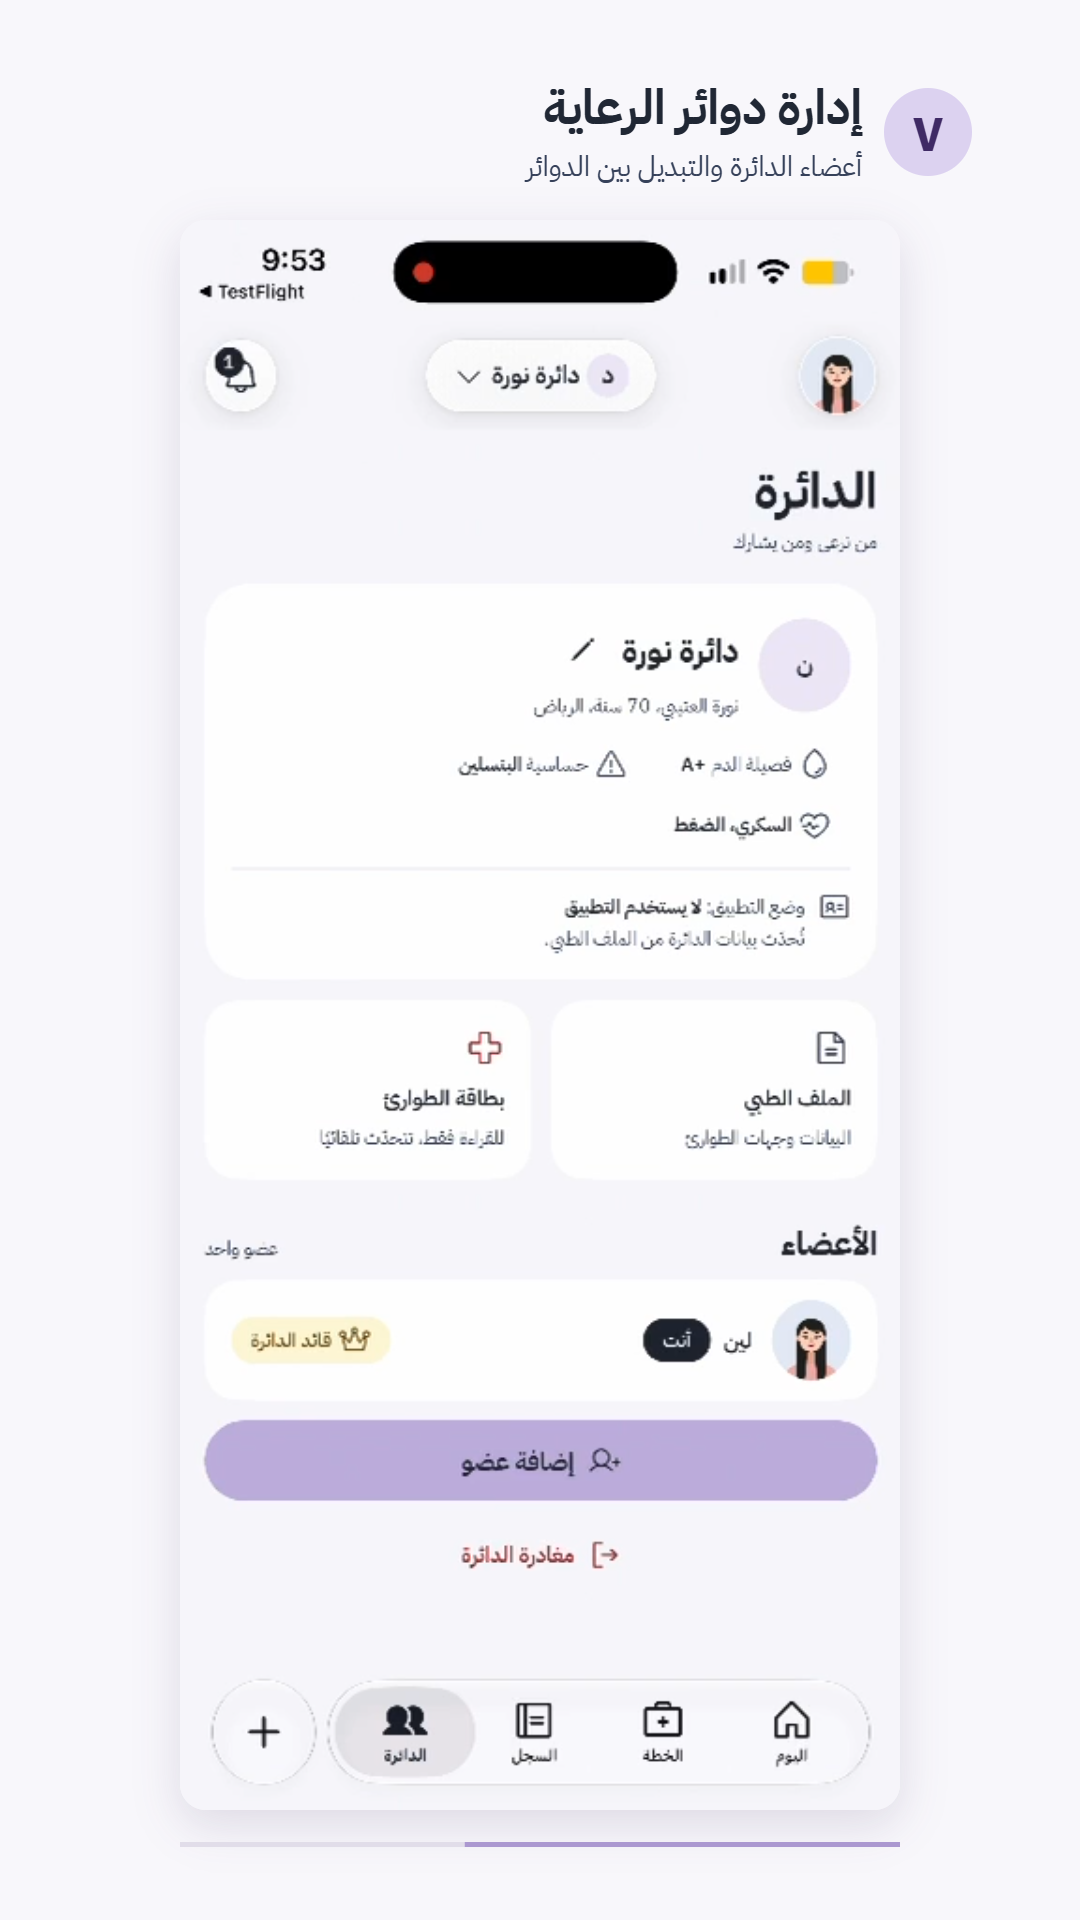 ٧
إدارة دوائر الرعاية
أعضاء الدائرة والتبديل بين الدوائر
9:53
◀ TestFlight
1
د دائرة نورة
الدائرة
من نرعى ومن يشارك
ن
دائرة نورة
نورة العتيبي، 70 سنة، الرياض
فصيلة الدم A+
حساسية البنسلين
السكري، الضغط
وضع التطبيق: لا يستخدم التطبيق
تُحدّث بيانات الدائرة من الملف الطبي.
الملف الطبي
البيانات وجهات الطوارئ
بطاقة الطوارئ
للقراءة فقط، تتحدّث تلقائيًا
الأعضاء
عضو واحد
لين
أنت
قائد الدائرة
إضافة عضو
مغادرة الدائرة
اليوم
الخطة
السجل
الدائرة